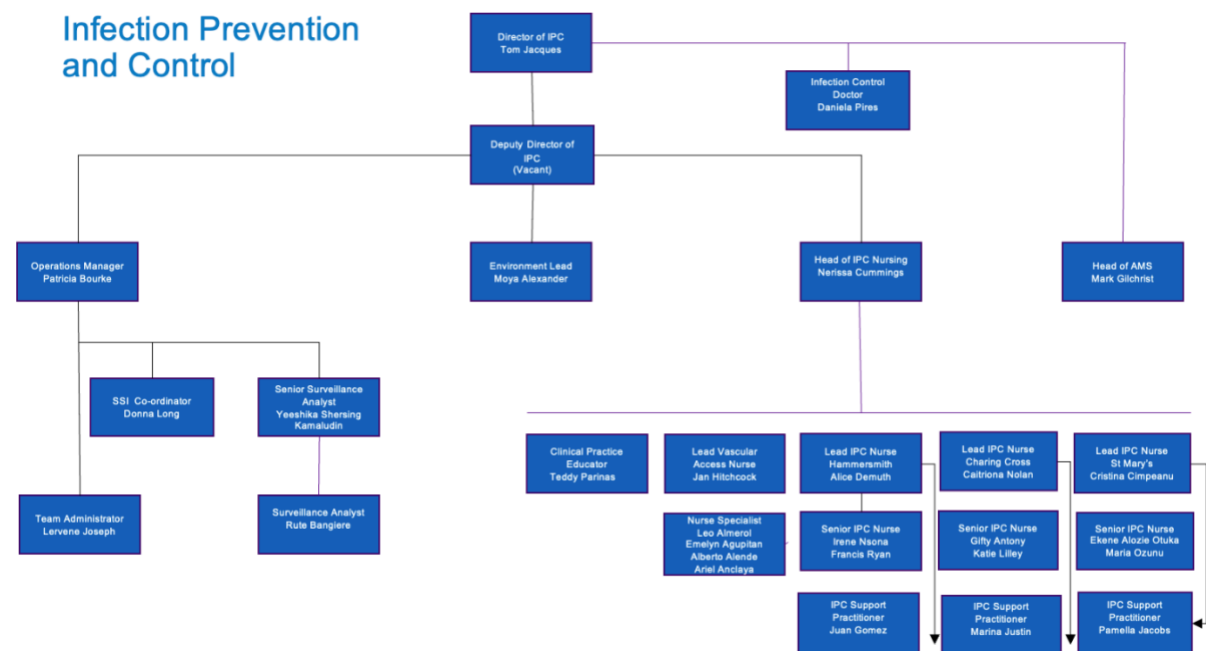 Infection Prevention
and Control
Director of IPC
Tom Jacques
Infection Control
Doctor
Daniela Pires
Deputy Director of
IPC
(Vacant)
Operations Manager
Patricia Bourke
Environment Lead
Moya Alexander
Head of IPC Nursing
Nerissa Cummings
Head of AMS
Mark Gilchrist
SSI Co-ordinator
Donna Long
Senior Surveillance
Analyst
Yeeshika Shersing
Kamaludin
Team Administrator
Lervene Joseph
Surveillance Analyst
Rute Bangiere
Clinical Practice
Educator
Teddy Parinas
Lead Vascular
Access Nurse
Jan Hitchcock
Lead IPC Nurse
Hammersmith
Alice Demuth
Lead IPC Nurse
Charing Cross
Caitriona Nolan
Lead IPC Nurse
St Mary's
Cristina Cimpeanu
Nurse Specialist
Leo Almerol
Emelyn Agupitan
Alberto Alende
Ariel Anclaya
Senior IPC Nurse
Irene Nsona
Francis Ryan
Senior IPC Nurse
Gifty Antony
Katie Lilley
Senior IPC Nurse
Ekene Alozie Otuka
Maria Ozunu
IPC Support
Practitioner
Juan Gomez
IPC Support
Practitioner
Marina Justin
IPC Support
Practitioner
Pamella Jacobs